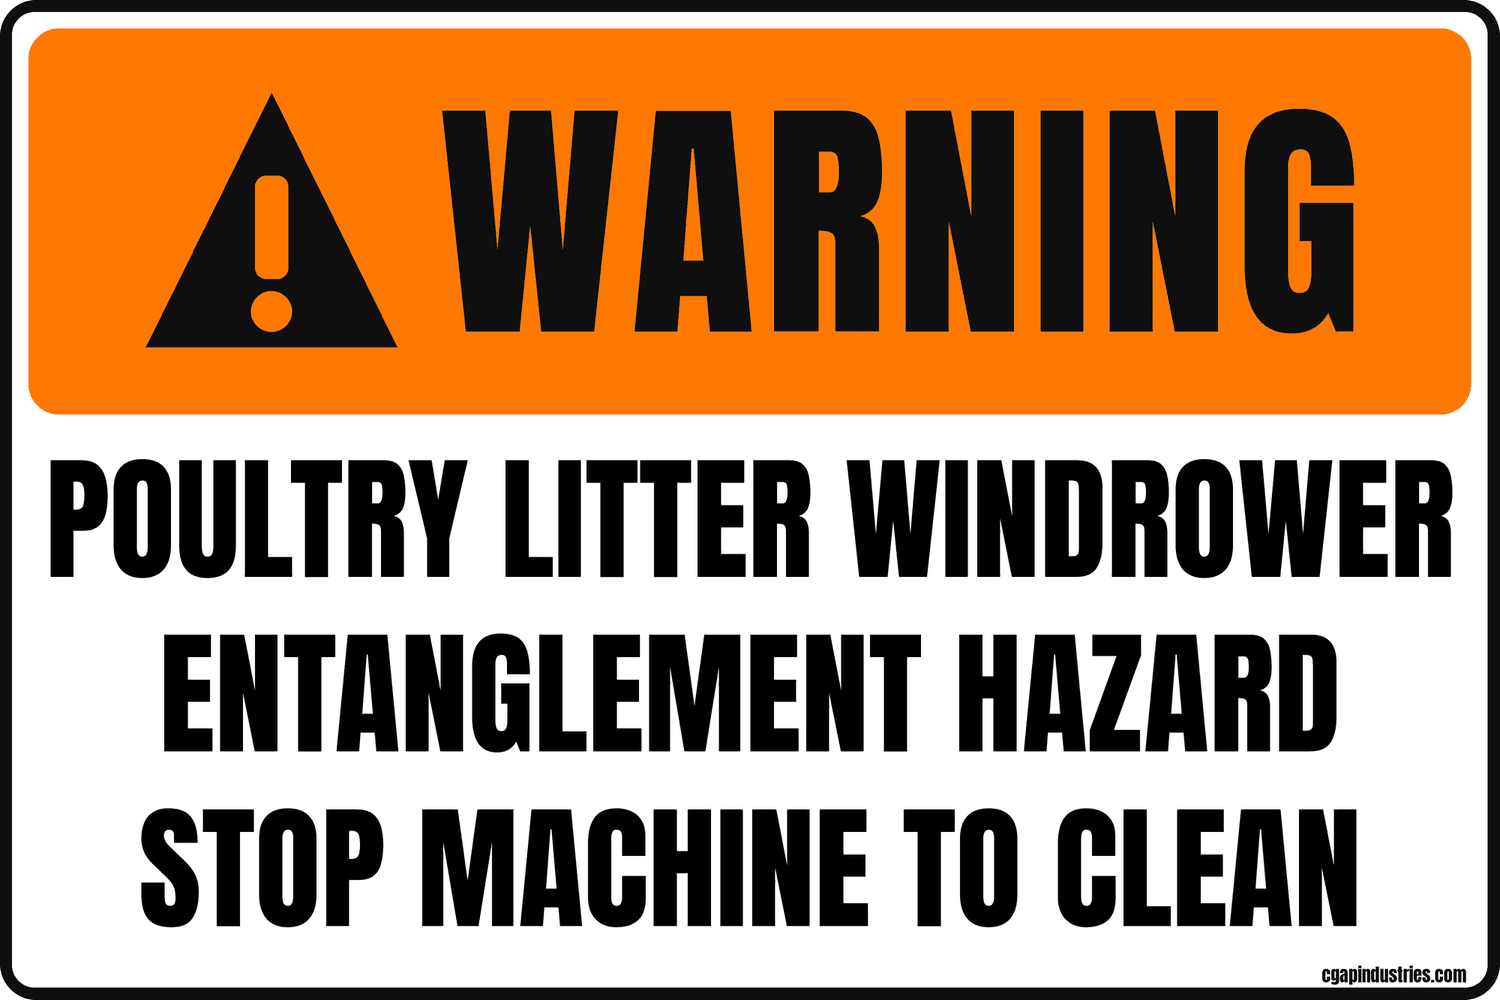 WARNING
POULTRY LITTER WINDROWER
ENTANGLEMENT HAZARD
STOP MACHINE TO CLEAN
cgapindustries.com